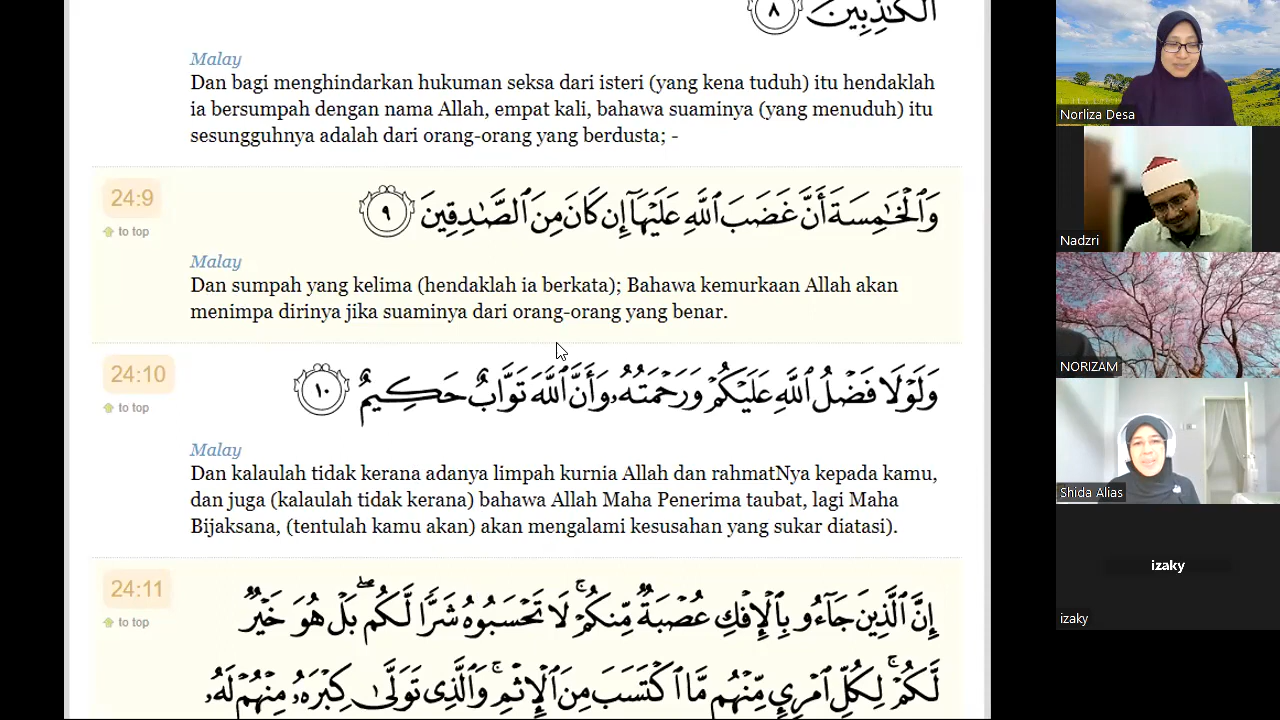 ٱلْكَـٰذِبِينَ ٨
Malay
Dan bagi menghindarkan hukuman seksa dari isteri (yang kena tuduh) itu hendaklah
ia bersumpah dengan nama Allah, empat kali, bahawa suaminya (yang menuduh) itu
sesungguhnya adalah dari orang-orang yang berdusta; -
24:9
to top
وَٱلْخَـٰمِسَةَ أَنَّ غَضَبَ ٱللَّهِ عَلَيْهَآ إِن كَانَ مِنَ ٱلصَّـٰدِقِينَ ٩
Malay
Dan sumpah yang kelima (hendaklah ia berkata); Bahawa kemurkaan Allah akan
menimpa dirinya jika suaminya dari orang-orang yang benar.
24:10
to top
وَلَوْلَا فَضْلُ ٱللَّهِ عَلَيْكُمْ وَرَحْمَتُهُۥ وَأَنَّ ٱللَّهَ تَوَّابٌ حَكِيمٌ ١٠
Malay
Dan kalaulah tidak kerana adanya limpah kurnia Allah dan rahmatNya kepada kamu,
dan juga (kalaulah tidak kerana) bahawa Allah Maha Penerima taubat, lagi Maha
Bijaksana, (tentulah kamu akan) akan mengalami kesusahan yang sukar diatasi).
24:11
to top
إِنَّ ٱلَّذِينَ جَآءُو بِٱلْإِفْكِ عُصْبَةٌ مِّنكُمْ ۚ لَا تَحْسَبُوهُ شَرًّا لَّكُم ۖ بَلْ هُوَ خَيْرٌ
لَّكُمْ ۚ لِكُلِّ ٱمْرِئٍ مِّنْهُم مَّا ٱكْتَسَبَ مِنَ ٱلْإِثْمِ ۚ وَٱلَّذِى تَوَلَّىٰ كِبْرَهُۥ مِنْهُمْ لَهُۥ
Norliza Desa
Nadzri
NORIZAM
Shida Alias
izaky
izaky